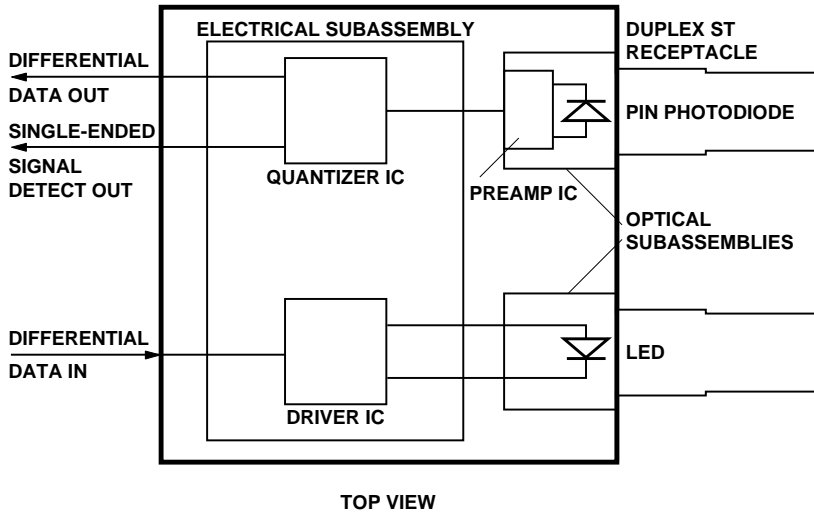 ELECTRICAL SUBASSEMBLY
DUPLEX ST
RECEPTACLE
DIFFERENTIAL
DATA OUT
PIN PHOTODIODE
SINGLE-ENDED
SIGNAL
DETECT OUT
QUANTIZER IC
PREAMP IC
OPTICAL
SUBASSEMBLIES
DIFFERENTIAL
DATA IN
LED
DRIVER IC
TOP VIEW